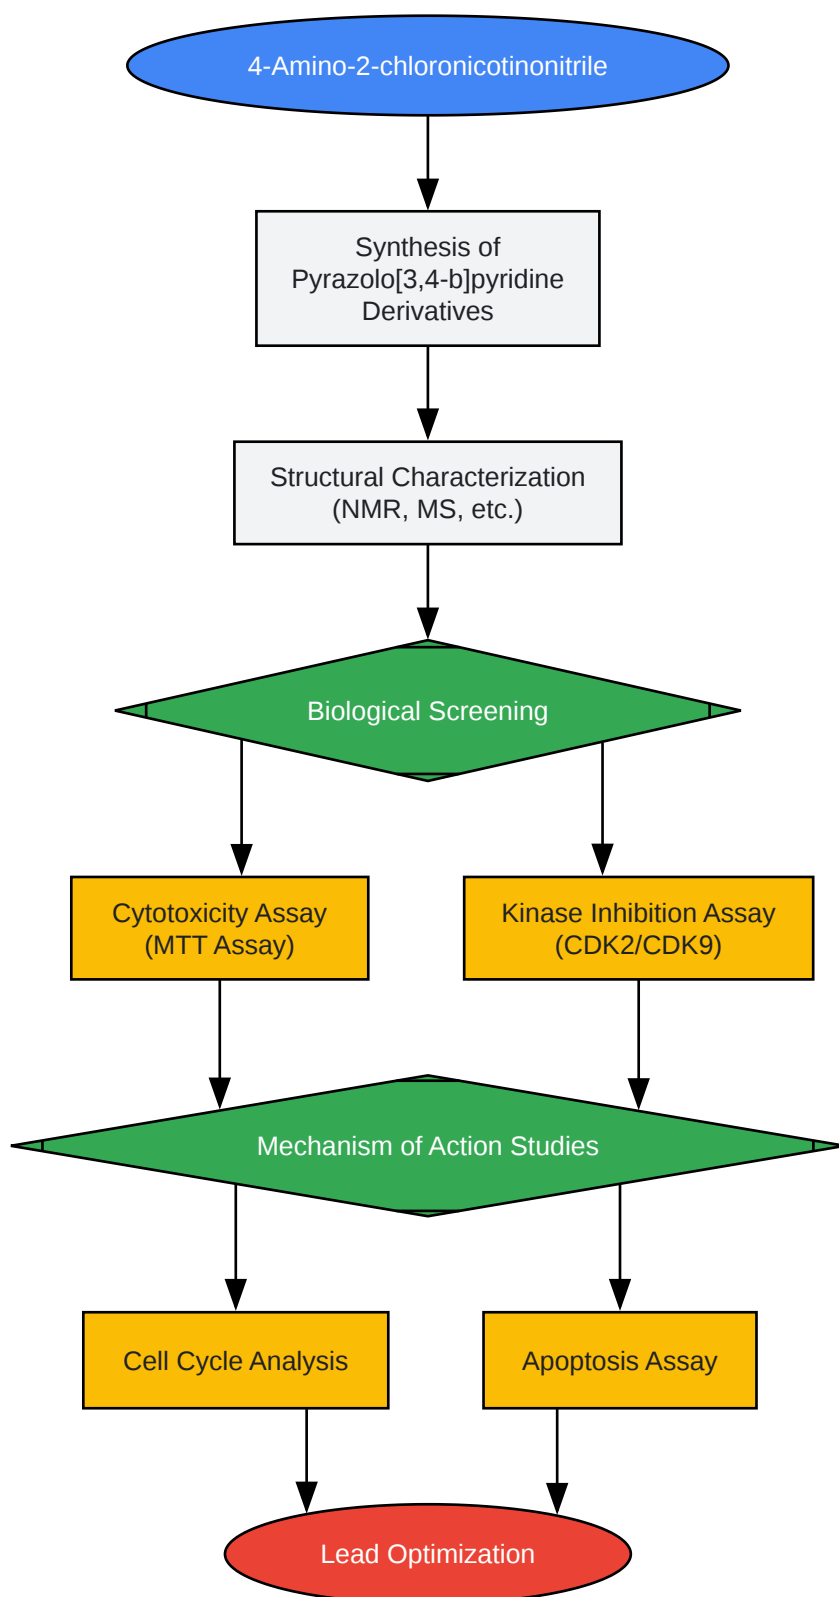 4-Amino-2-chloronicotinonitrile
Synthesis of
Pyrazolo[3,4-b]pyridine
Derivatives
Structural Characterization
(NMR, MS, etc.)
Biological Screening
Cytotoxicity Assay
(MTT Assay)
Kinase Inhibition Assay
(CDK2/CDK9)
Mechanism of Action Studies
Cell Cycle Analysis
Apoptosis Assay
Lead Optimization